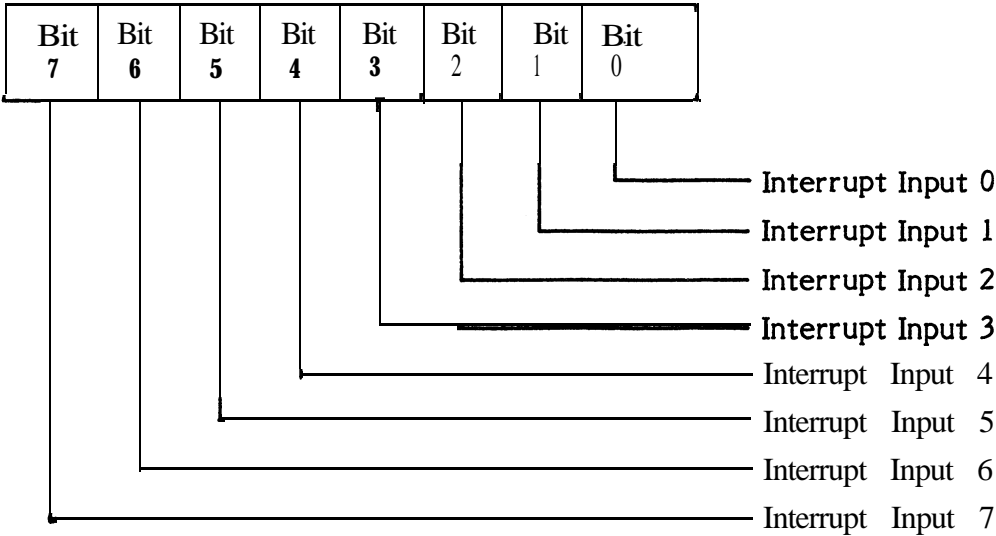 Bit Bit Bit Bit Bit Bit Bit Bit
7 6 5 4 3 2 1 0
Interrupt Input 0
Interrupt Input 1
Interrupt Input 2
Interrupt Input 3
Interrupt Input 4
Interrupt Input 5
Interrupt Input 6
Interrupt Input 7